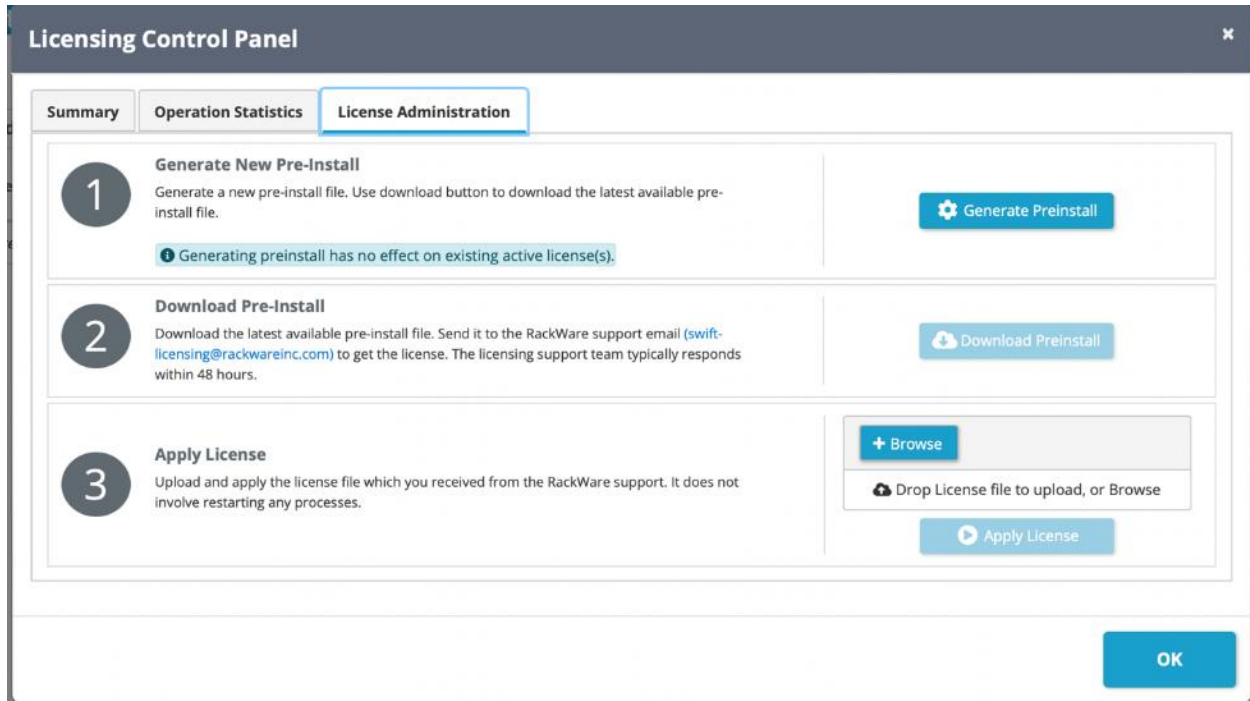 Licensing Control Panel
×
Summary
Operation Statistics
License Administration
1
Generate New Pre-Install
Generate a new pre-install file. Use download button to download the latest available pre-
install file.
Generating preinstall has no effect on existing active license(s).
Generate Preinstall
2
Download Pre-Install
Download the latest available pre-install file. Send it to the RackWare support email (swift-
licensing@rackwareinc.com) to get the license. The licensing support team typically responds
within 48 hours.
Download Preinstall
3
Apply License
Upload and apply the license file which you received from the RackWare support. It does not
involve restarting any processes.
+ Browse
Drop License file to upload, or Browse
Apply License
OK